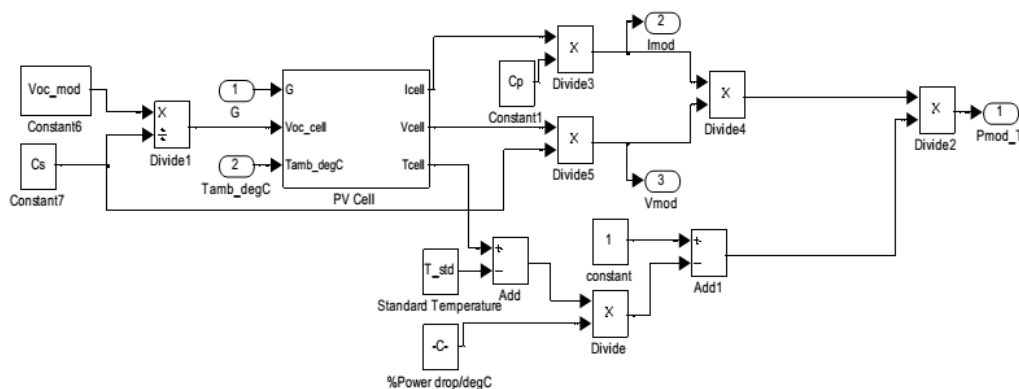 Voc_mod
Constant6
Cs
Constant7
X
÷
Divide1
1
G
2
Tamb_degC
G
Voc_cell
Tamb_degC
Icell
Vcell
Tcell
PV Cell
Cp
Constant1
X
Divide3
2
Imod
X
Divide5
3
Vmod
X
Divide4
X
Divide2
1
Pmod_T
T_std
Standard Temperature
+
−
Add
-C-
%Power drop/degC
X
Divide
1
constant
+
−
Add1